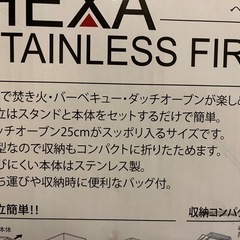 HEXA
TAINLESS FIR
で焚き火・バーベキュー・ダッチオーブンが楽し
立はスタンドと本体をセットするだけで簡単。
ッチオーブン25cmがスッポリ入るサイズです。
型なので収納もコンパクトに折りたためます。
びにくい本体はステンレス製。
ち運びや収納時に便利なバッグ付。
立簡単!!
収納コンパ
本体